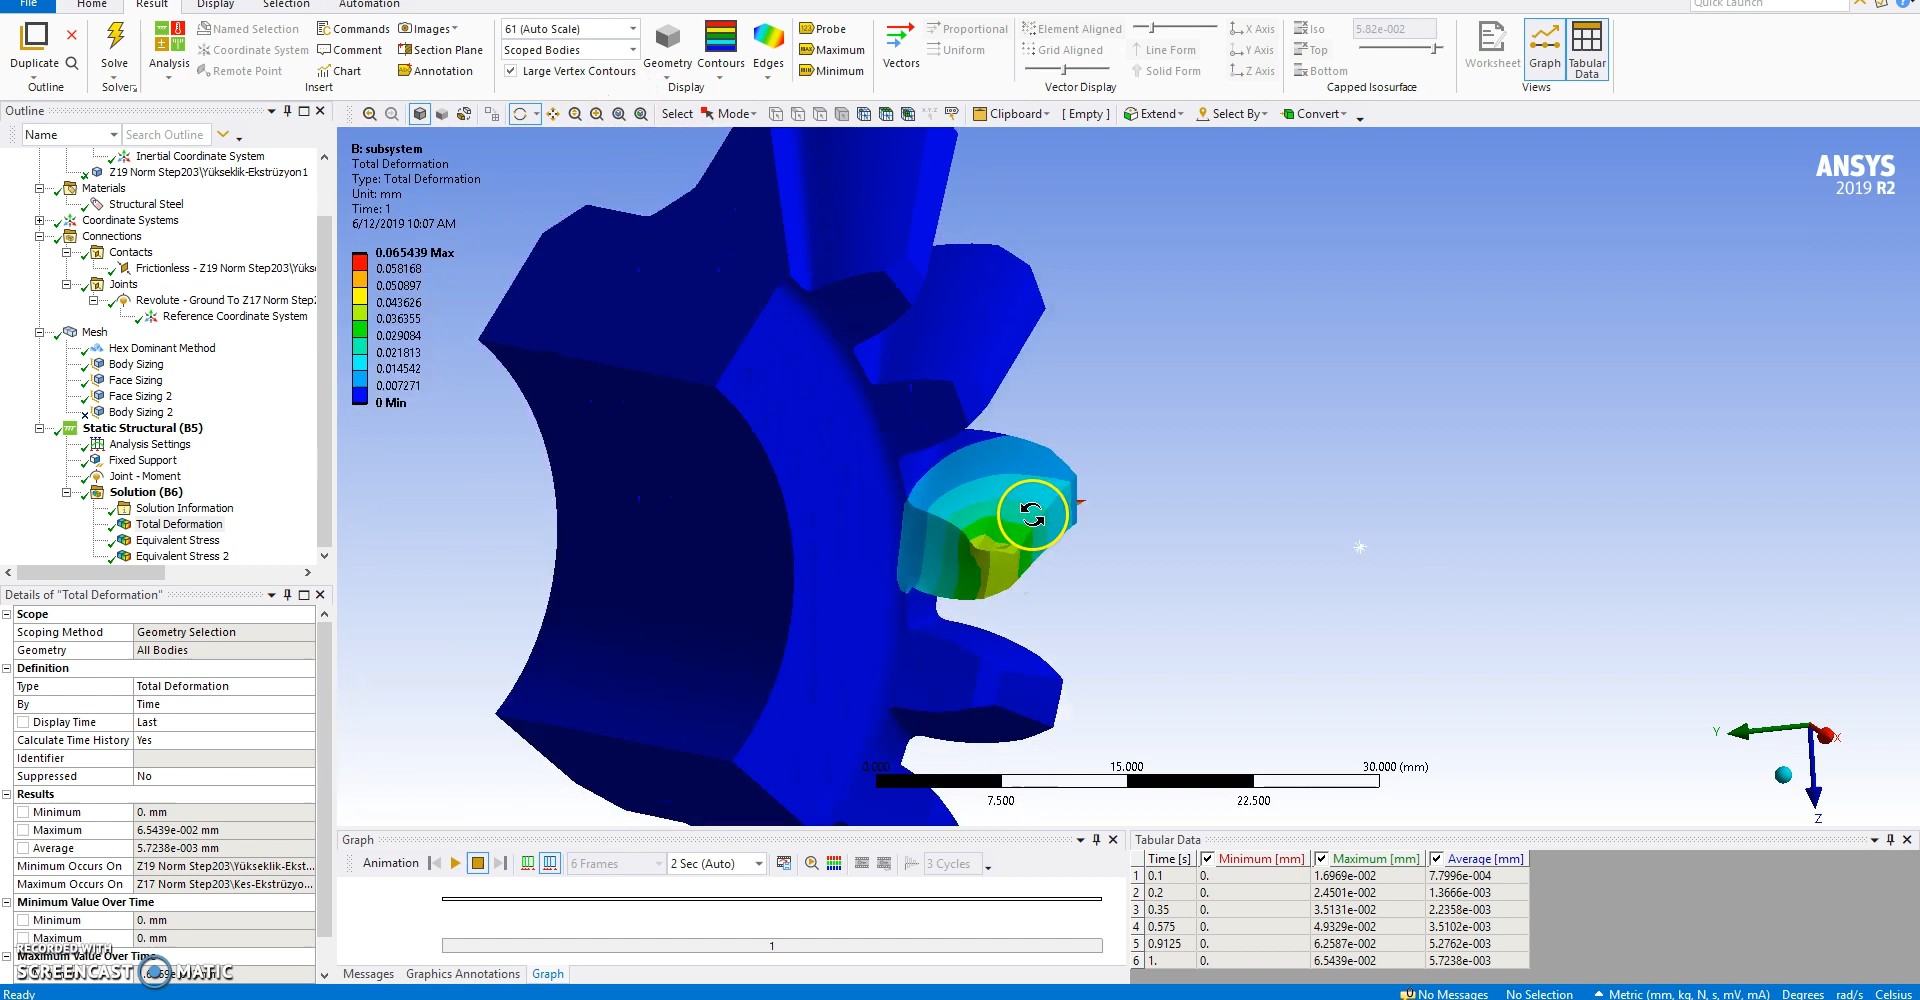 File Home Result Display Selection Automation Quick Launch
Duplicate Solve Analysis
Named Selection Commands Images
Coordinate System Comment Section Plane
Remote Point Chart Annotation
61 (Auto Scale)
Scoped Bodies
Large Vertex Contours
Geometry Contours Edges
Probe
Maximum
Minimum
Vectors
Proportional Element Aligned X Axis
Uniform Grid Aligned Line Form Y Axis
Solid Form Z Axis
Iso 5.82e-002
Top
Bottom
Worksheet Graph Tabular Data
Outline Solver Insert Display Vector Display Capped Isosurface Views
Outline
Name Search Outline
Select Mode Clipboard [ Empty ] Extend Select By Convert
Inertial Coordinate System
Z19 Norm Step203\Yükseklik-Ekstrüzyon1
Materials
Structural Steel
Coordinate Systems
Connections
Contacts
Frictionless - Z19 Norm Step203\Yükse
Joints
Revolute - Ground To Z17 Norm Step2
Reference Coordinate System
Mesh
Hex Dominant Method
Body Sizing
Face Sizing
Face Sizing 2
Body Sizing 2
Static Structural (B5)
Analysis Settings
Fixed Support
Joint - Moment
Solution (B6)
Solution Information
Total Deformation
Equivalent Stress
Equivalent Stress 2
B: subsystem
Total Deformation
Type: Total Deformation
Unit: mm
Time: 1
6/12/2019 10:07 AM
0.065439 Max
0.058168
0.050897
0.043626
0.036355
0.029084
0.021813
0.014542
0.007271
0 Min
ANSYS
2019 R2
0.000 15.000 30.000 (mm)
7.500 22.500
Y X Z
Details of "Total Deformation"
Scope
Scoping Method Geometry Selection
Geometry All Bodies
Definition
Type Total Deformation
By Time
Display Time Last
Calculate Time History Yes
Identifier
Suppressed No
Results
Minimum 0. mm
Maximum 6.5439e-002 mm
Average 5.7238e-003 mm
Minimum Occurs On Z19 Norm Step203\Yükseklik-Ekst...
Maximum Occurs On Z17 Norm Step203\Kes-Ekstrüzyo...
Minimum Value Over Time
Minimum 0. mm
Maximum 0. mm
Maximum Value Over Time
RECORDED WITH
SCREENCAST MATIC
Graph
Animation 6 Frames 2 Sec (Auto) 3 Cycles
1
Messages Graphics Annotations Graph
Tabular Data
Time [s] Minimum [mm] Maximum [mm] Average [mm]
1 0.1 0. 1.6969e-002 7.7996e-004
2 0.2 0. 2.4501e-002 1.3666e-003
3 0.35 0. 3.5131e-002 2.2358e-003
4 0.575 0. 4.9329e-002 3.5102e-003
5 0.9125 0. 6.2587e-002 5.2762e-003
6 1. 0. 6.5439e-002 5.7238e-003
Ready No Messages No Selection Metric (mm, kg, N, s, mV, mA) Degrees rad/s Celsius